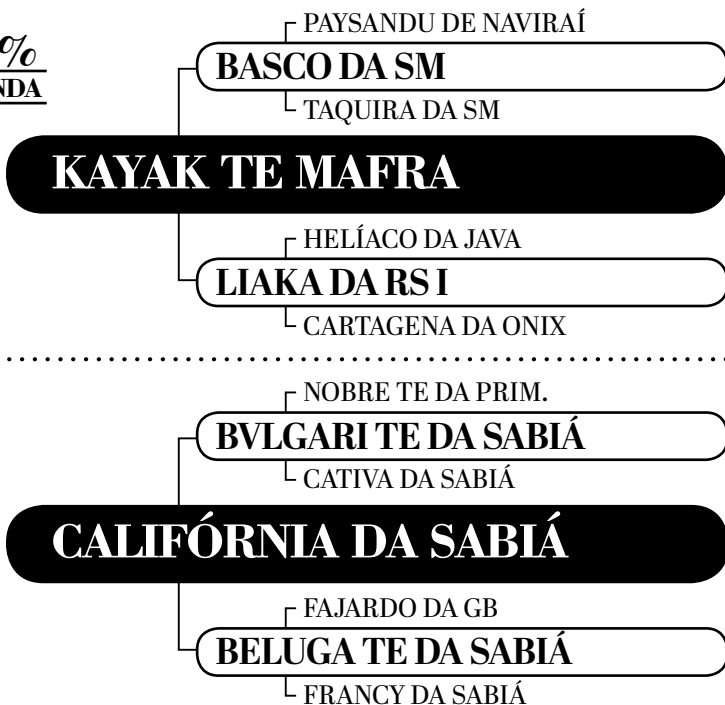 PAYSANDU DE NAVIRAÍ
%
BASCO DA SM
TAQUIRA DA SM
KAYAK TE MAFRA
HELÍACO DA JAVA
LIAKA DA RS I
CARTAGENA DA ONIX
NOBRE TE DA PRIM.
BVLGARI TE DA SABIÁ
CATIVA DA SABIÁ
CALIFÓRNIA DA SABIÁ
FAJARDO DA GB
BELUGA TE DA SABIÁ
FRANCY DA SABIÁ